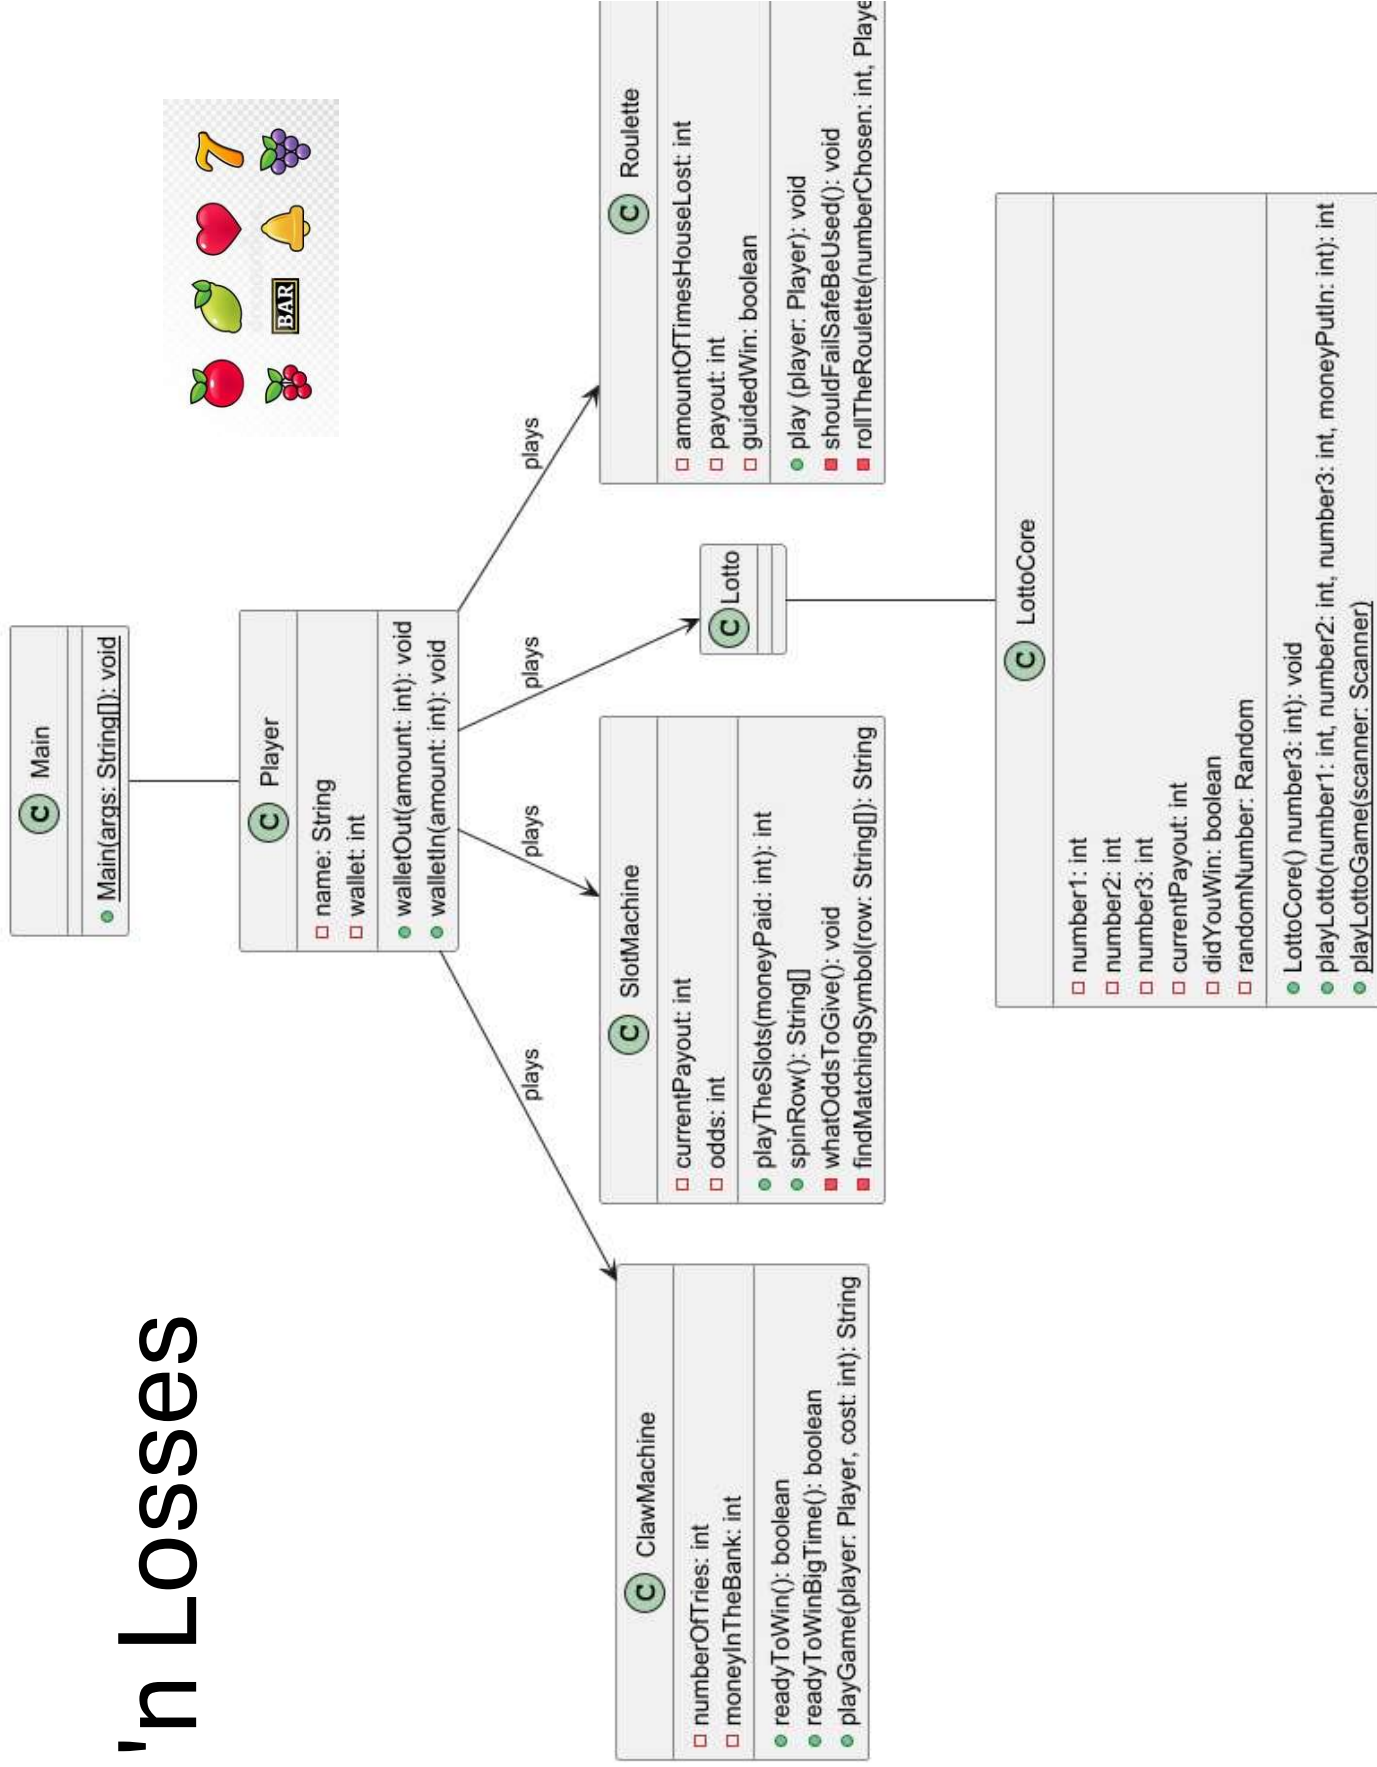 'n Losses
C Main
Main(args: String[]): void
7
BAR
C Player
name: String
wallet: int
walletOut(amount: int): void
walletIn(amount: int): void
plays
plays
plays
plays
C ClawMachine
numberOfTries: int
moneyInTheBank: int
readyToWin(): boolean
readyToWinBigTime(): boolean
playGame(player: Player, cost: int): String
C SlotMachine
currentPayout: int
odds: int
playTheSlots(moneyPaid: int): int
spinRow(): String[]
whatOddsToGive(): void
findMatchingSymbol(row: String[]): String
C Lotto
C Roulette
amountOfTimesHouseLost: int
payout: int
guidedWin: boolean
play (player: Player): void
shouldFailSafeBeUsed(): void
rollTheRoulette(numberChosen: int, Playe
C LottoCore
number1: int
number2: int
number3: int
currentPayout: int
didYouWin: boolean
randomNumber: Random
LottoCore() number3: int): void
playLotto(number1: int, number2: int, number3: int, moneyPutIn: int): int
playLottoGame(scanner: Scanner)